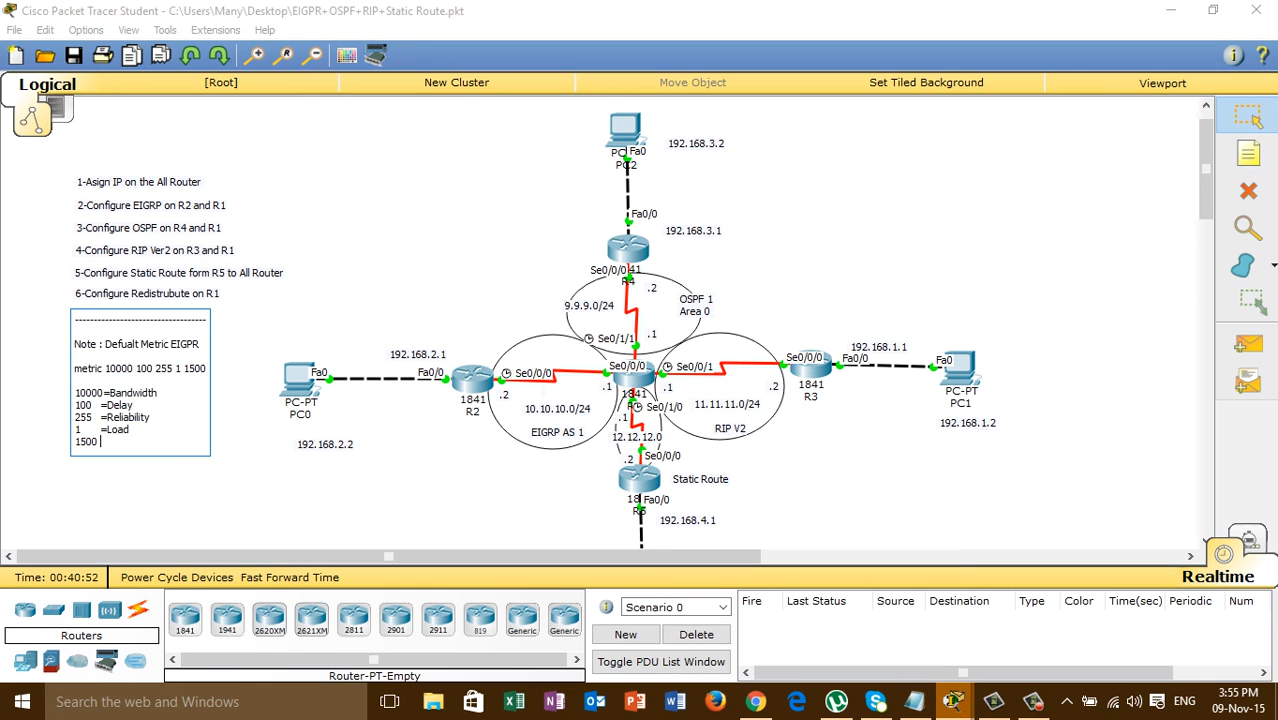 Cisco Packet Tracer Student - C:\Users\Many\Desktop\EIGPR+OSPF+RIP+Static Route.pkt
File Edit Options View Tools Extensions Help
Logical [Root] New Cluster Move Object Set Tiled Background Viewport
1-Asign IP on the All Router
2-Configure EIGRP on R2 and R1
3-Configure OSPF on R4 and R1
4-Configure RIP Ver2 on R3 and R1
5-Configure Static Route form R5 to All Router
6-Configure Redistrubute on R1
------------------------------------
Note : Defualt Metric EIGPR
metric 10000 100 255 1 1500
10000=Bandwidth
100 =Delay
255 =Reliability
1 =Load
1500
192.168.3.2
Fa0
PC2
Fa0/0
192.168.3.1
Se0/0/0
R4
.2
9.9.9.0/24
OSPF 1
Area 0
.1
Se0/1/1
192.168.2.1
Fa0
Fa0/0
Se0/0/0
PC-PT
PC0
1841
R2
.2
192.168.2.2
10.10.10.0/24
EIGRP AS 1
.1
Se0/0/0
Se0/0/1
1841
.1
Se0/1/0
.1
11.11.11.0/24
RIP V2
.2
Se0/0/0
192.168.1.1
Fa0/0
Fa0
1841
R3
PC-PT
PC1
192.168.1.2
12.12.12.0
.2
Se0/0/0
Static Route
Fa0/0
R5
192.168.4.1
Time: 00:40:52 Power Cycle Devices Fast Forward Time Realtime
Routers
1841 1941 2620XM 2621XM 2811 2901 2911 819 Generic Generic
Router-PT-Empty
Scenario 0
New Delete
Toggle PDU List Window
Fire Last Status Source Destination Type Color Time(sec) Periodic Num
Search the web and Windows
ENG
3:55 PM
09-Nov-15